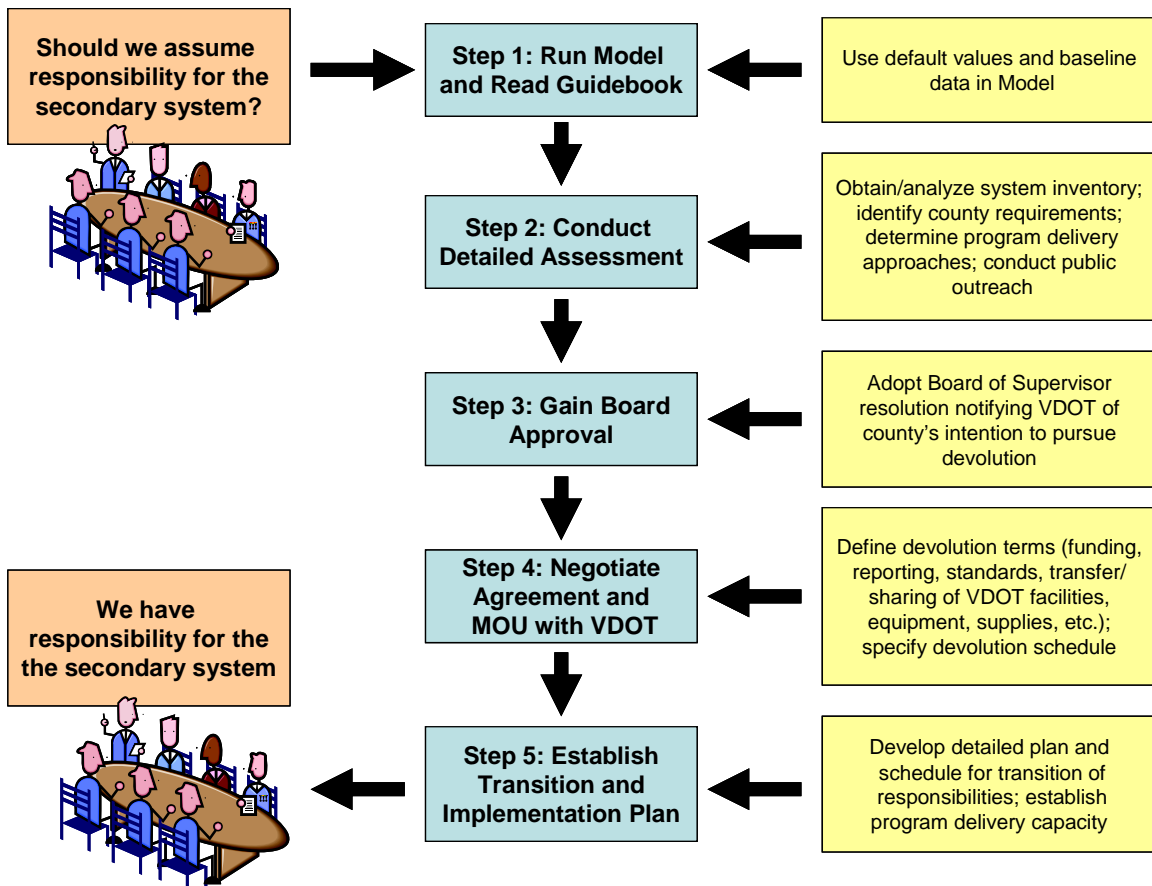 Should we assume
responsibility for the
secondary system?
Step 1: Run Model
and Read Guidebook
Use default values and baseline
data in Model
Step 2: Conduct
Detailed Assessment
Obtain/analyze system inventory;
identify county requirements;
determine program delivery
approaches; conduct public
outreach
Step 3: Gain Board
Approval
Adopt Board of Supervisor
resolution notifying VDOT of
county's intention to pursue
devolution
Step 4: Negotiate
Agreement and
MOU with VDOT
Define devolution terms (funding,
reporting, standards, transfer/
sharing of VDOT facilities,
equipment, supplies, etc.);
specify devolution schedule
We have
responsibility for the
the secondary system
Step 5: Establish
Transition and
Implementation Plan
Develop detailed plan and
schedule for transition of
responsibilities; establish
program delivery capacity